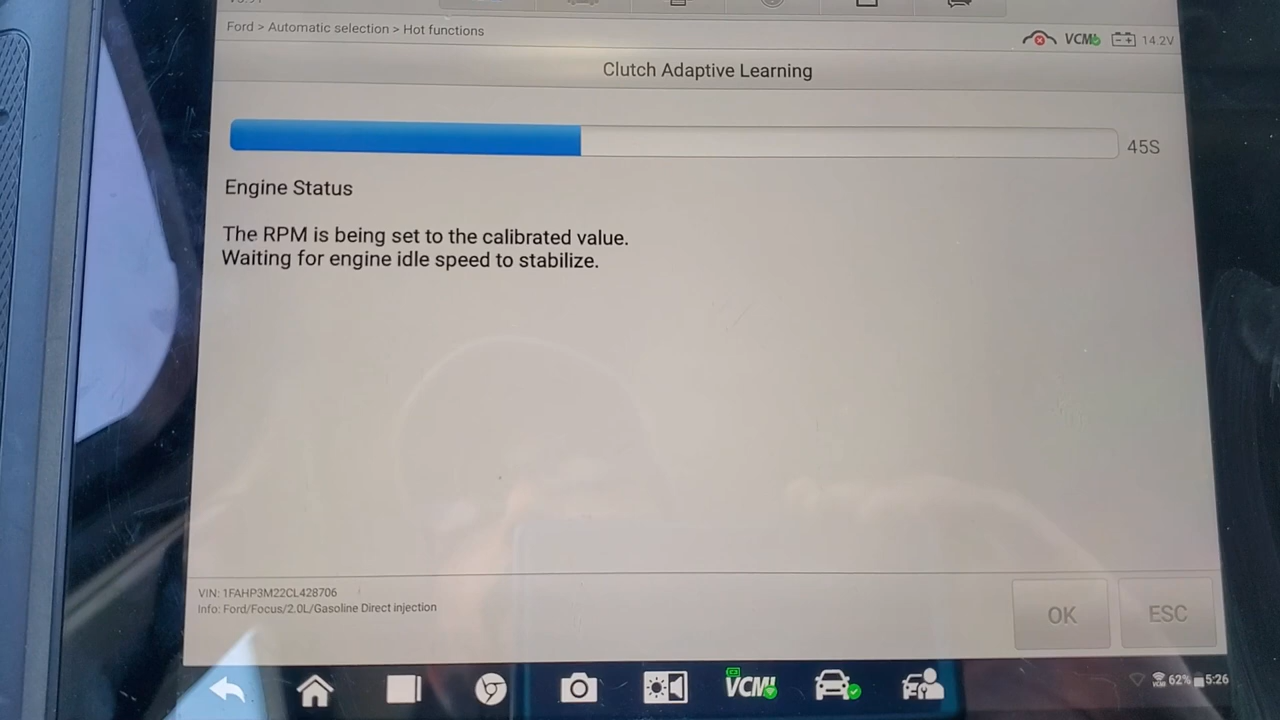 Ford > Automatic selection > Hot functions
VCMI 14.2V
Clutch Adaptive Learning
45S
Engine Status
The RPM is being set to the calibrated value.
Waiting for engine idle speed to stabilize.
VIN: 1FAHP3M22CL428706
Info: Ford/Focus/2.0L/Gasoline Direct injection
OK ESC
VCMI 62% 5:26